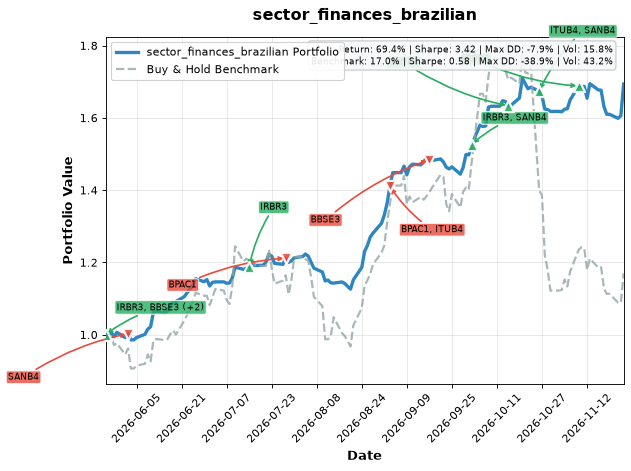 sector_finances_brazilian
ITUB4, SANB4
sector_finances_brazilian Portfolio
Buy & Hold Benchmark
eturn: 69.4% | Sharpe: 3.42 | Max DD: -7.9% | Vol: 15.8%
mark: 17.0% | Sharpe: 0.58 | Max DD: -38.9% | Vol: 43.2%
IRBR3, SANB4
IRBR3
BBSE3
BPAC1, ITUB4
BPAC1
IRBR3, BBSE3 (+2)
SANB4
Portfolio Value
1.8
1.6
1.4
1.2
1.0
2026-06-05
2026-06-21
2026-07-07
2026-07-23
2026-08-08
2026-08-24
2026-09-09
2026-09-25
2026-10-11
2026-10-27
2026-11-12
Date